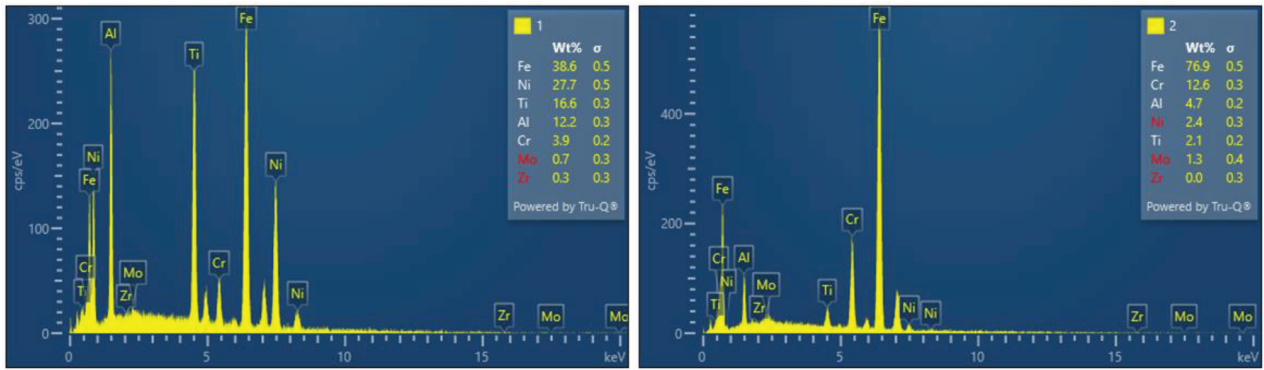 300
200
100
0
cps/eV
Al
Ti
Fe
Ni
Fe
Ni
Cr
Ti
Mo
Zr
Cr
Ni
Zr
Mo
Mo
0 5 10 15 keV
1
Wt% σ
Fe 38.6 0.5
Ni 27.7 0.5
Ti 16.6 0.3
Al 12.2 0.3
Cr 3.9 0.2
Mo 0.7 0.3
Zr 0.3 0.3
Powered by Tru-Q®
400
200
0
cps/eV
Fe
Fe
Cr
Cr
Ni
Al
Mo
Ti
Zr
Ti
Ni
Ni
Zr
Mo
Mo
0 5 10 15 keV
2
Wt% σ
Fe 76.9 0.5
Cr 12.6 0.3
Al 4.7 0.2
Ni 2.4 0.3
Ti 2.1 0.2
Mo 1.3 0.4
Zr 0.0 0.3
Powered by Tru-Q®